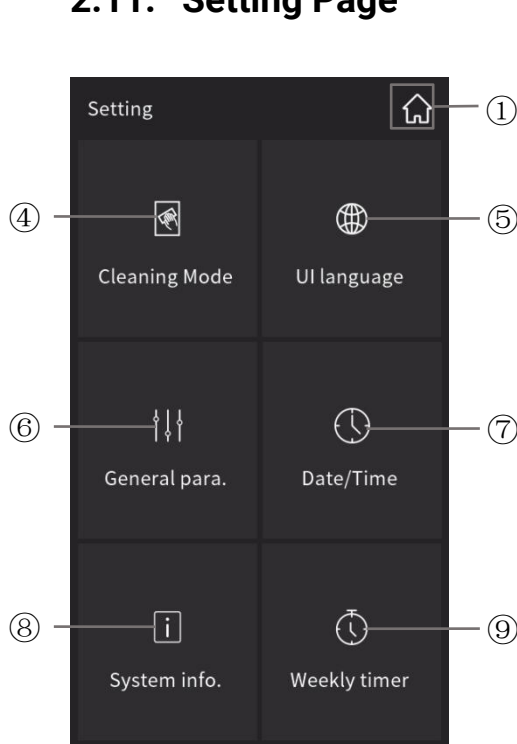 2.11. Setting Page
Setting
①
④
⑤
Cleaning Mode
UI language
⑥
⑦
General para.
Date/Time
⑧
i
⑨
System info.
Weekly timer